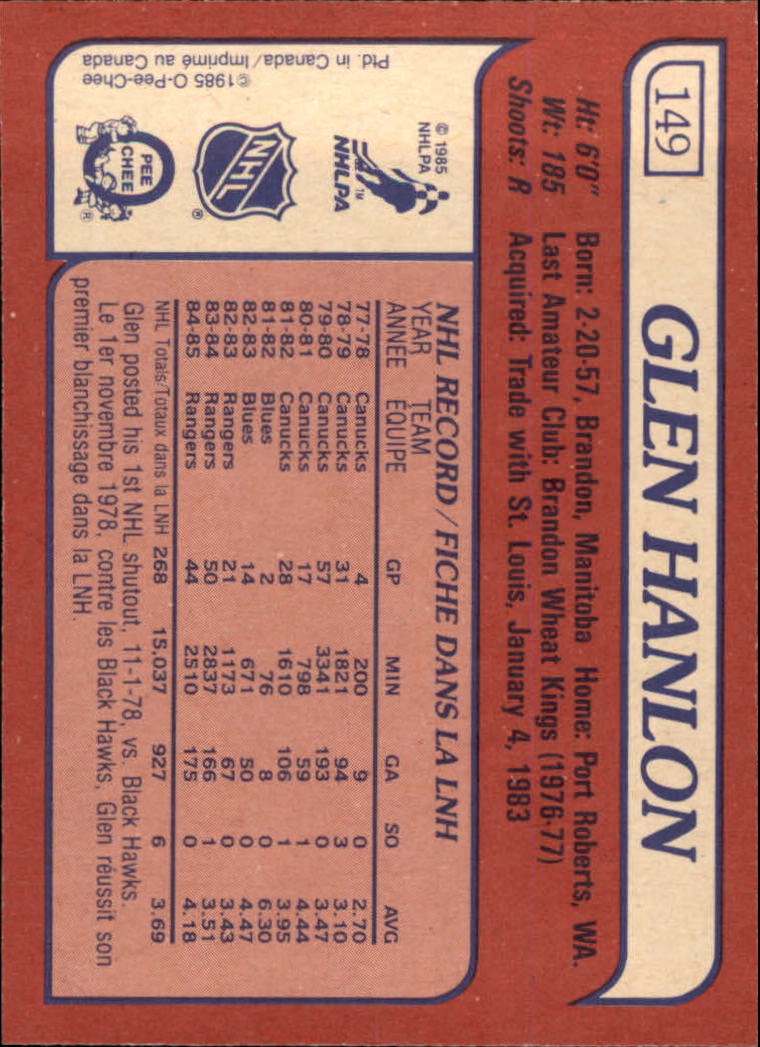 149
GLEN HANLON
Ht: 6'0" Born: 2-20-57, Brandon, Manitoba Home: Port Roberts, WA.
Wt: 185 Last Amateur Club: Brandon Wheat Kings (1976-77)
Shoots: R Acquired: Trade with St. Louis, January 4, 1983
© 1985
NHLPA
TM
NHLPA
NHL
®
PEE
CHEE
®
©1985 O-Pee-Chee
Ptd. in Canada/Imprimé au Canada
NHL RECORD / FICHE DANS LA LNH
YEAR TEAM
ANNEE EQUIPE GP MIN GA SO AVG
77-78 Canucks 4 200 9 0 2.70
78-79 Canucks 31 1821 94 3 3.10
79-80 Canucks 57 3341 193 0 3.47
80-81 Canucks 17 798 59 1 4.44
81-82 Canucks 28 1610 106 1 3.95
81-82 Blues 2 76 8 0 6.30
82-83 Blues 14 671 50 0 4.47
82-83 Rangers 21 1173 67 0 3.43
83-84 Rangers 50 2837 166 1 3.51
84-85 Rangers 44 2510 175 0 4.18
NHL Totals/Totaux dans la LNH 268 15,037 927 6 3.69
Glen posted his 1st NHL shutout, 11-1-78, vs. Black Hawks.
Le 1er novembre 1978, contre les Black Hawks, Glen réussit son
premier blanchissage dans la LNH.